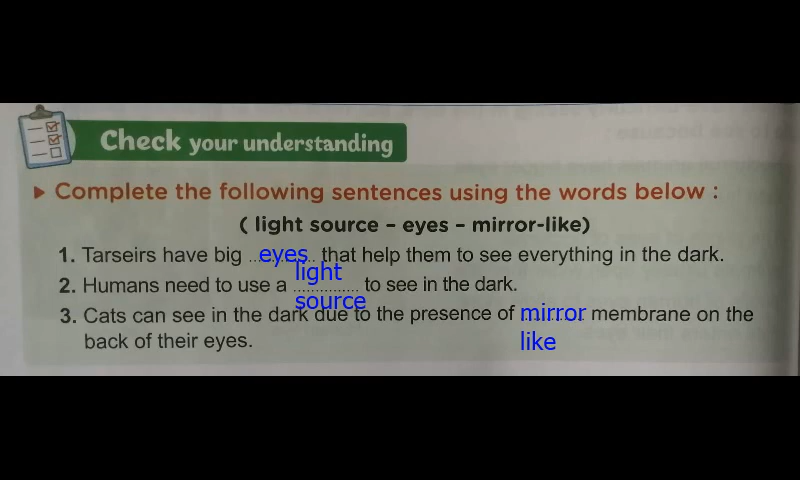 Check your understanding
Complete the following sentences using the words below :
( light source – eyes – mirror-like)
1. Tarseirs have big ..eyes.. that help them to see everything in the dark.
2. Humans need to use a light source to see in the dark.
3. Cats can see in the dark due to the presence of mirror like membrane on the
back of their eyes.